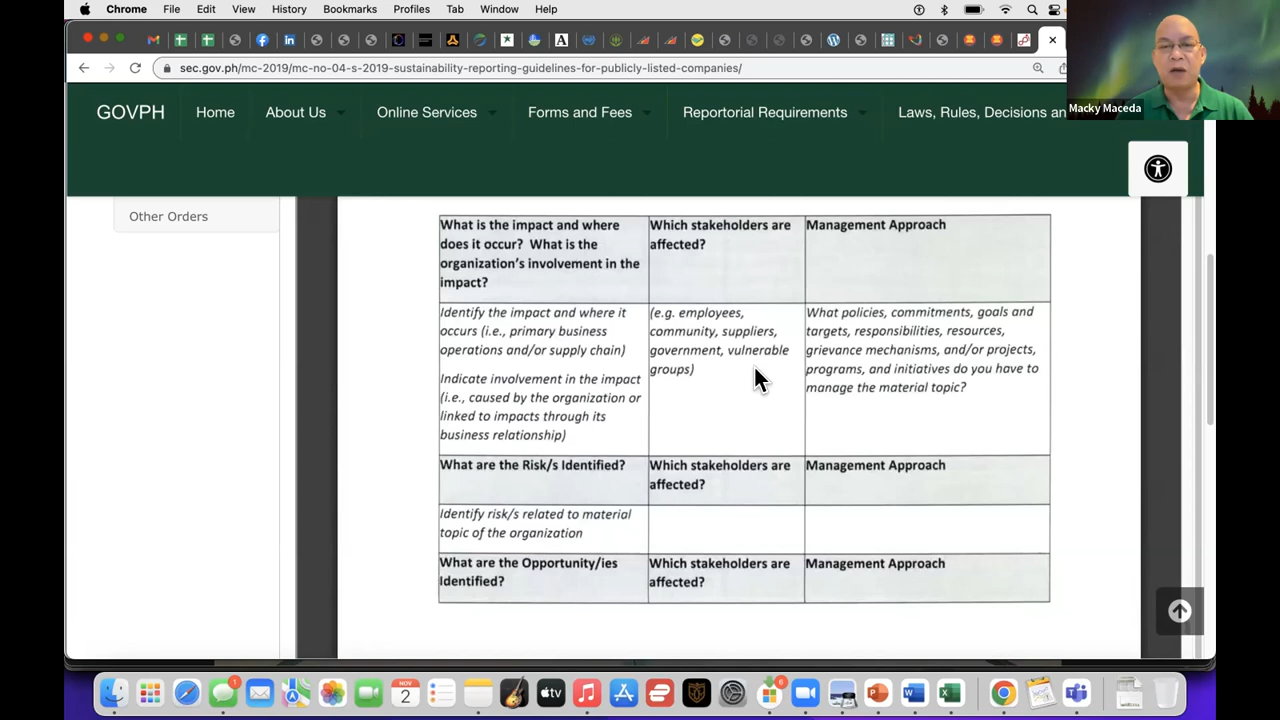 Chrome File Edit View History Bookmarks Profiles Tab Window Help
sec.gov.ph/mc-2019/mc-no-04-s-2019-sustainability-reporting-guidelines-for-publicly-listed-companies/
Macky Maceda
GOVPH Home About Us Online Services Forms and Fees Reportorial Requirements Laws, Rules, Decisions an
Other Orders
What is the impact and where
does it occur? What is the
organization's involvement in the
impact?
Which stakeholders are
affected?
Management Approach
Identify the impact and where it
occurs (i.e., primary business
operations and/or supply chain)
Indicate involvement in the impact
(i.e., caused by the organization or
linked to impacts through its
business relationship)
(e.g. employees,
community, suppliers,
government, vulnerable
groups)
What policies, commitments, goals and
targets, responsibilities, resources,
grievance mechanisms, and/or projects,
programs, and initiatives do you have to
manage the material topic?
What are the Risk/s Identified?
Which stakeholders are
affected?
Management Approach
Identify risk/s related to material
topic of the organization
What are the Opportunity/ies
Identified?
Which stakeholders are
affected?
Management Approach
1
NOV
2
tv
6